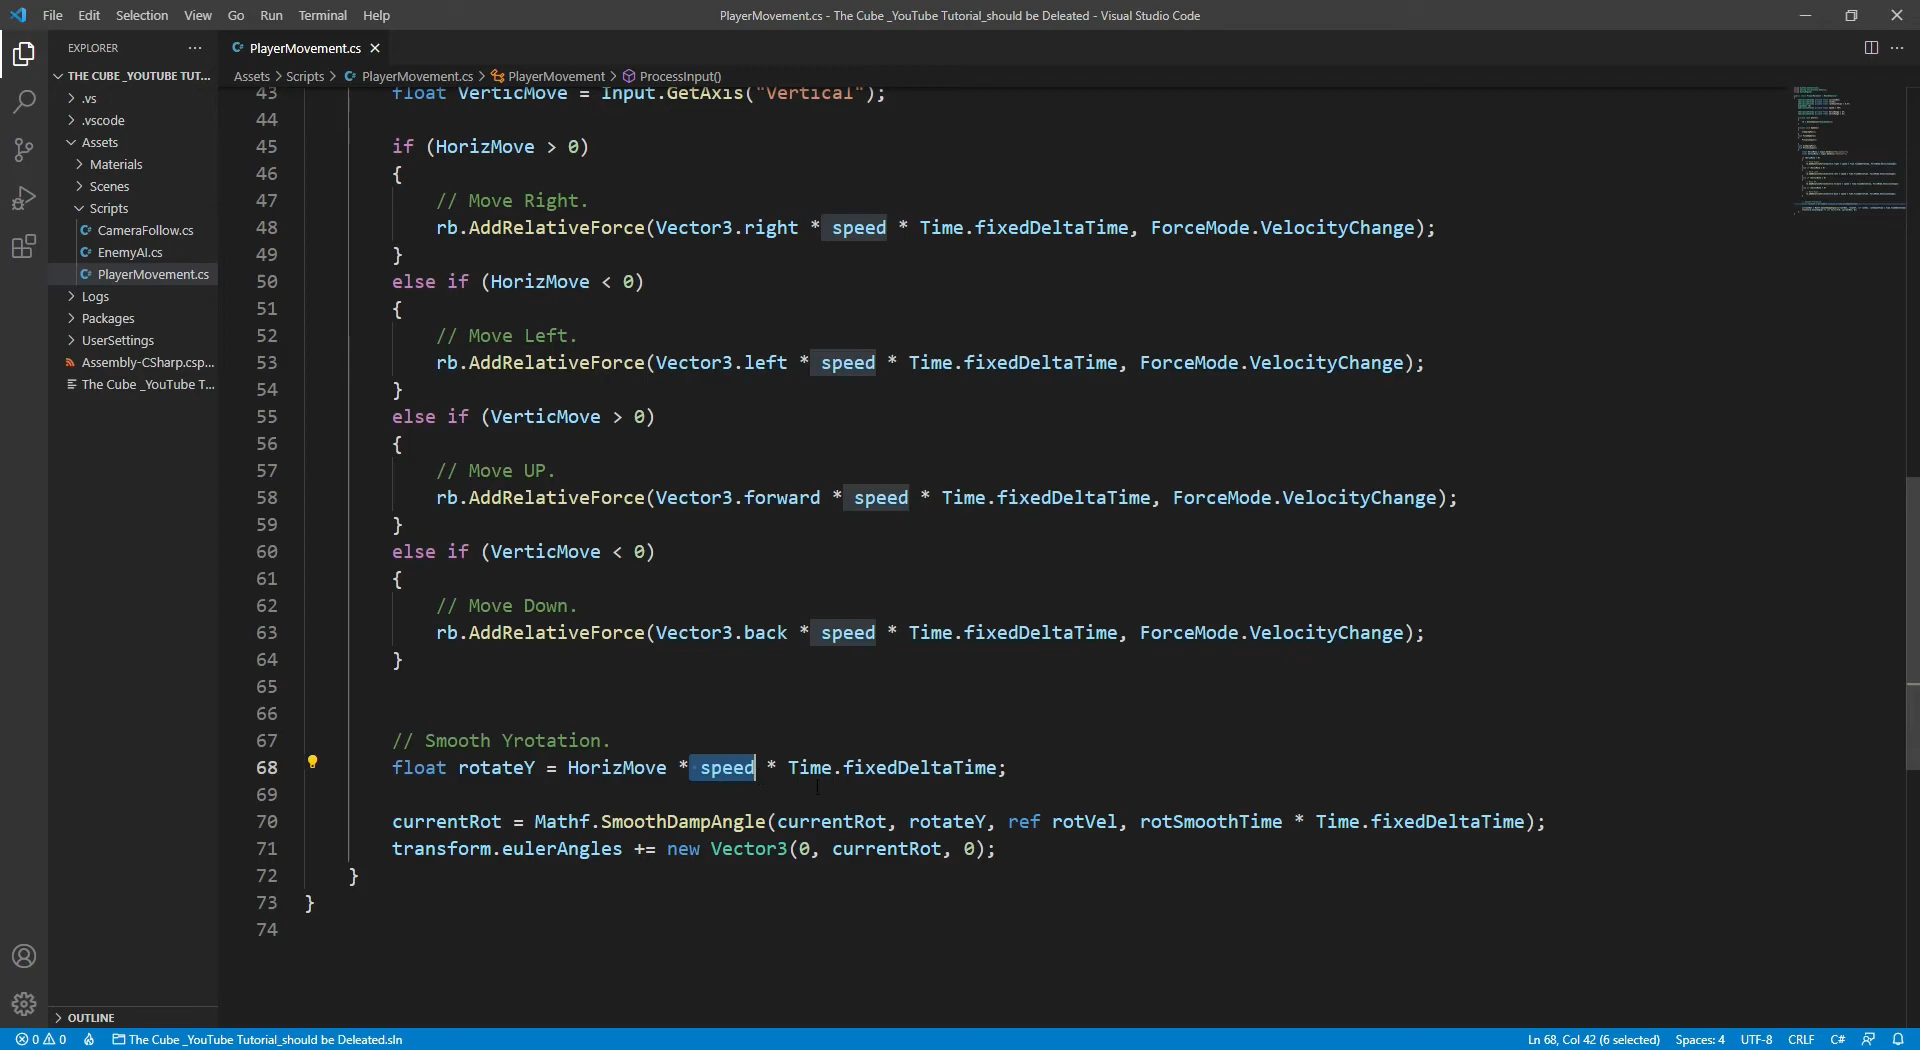 File Edit Selection View Go Run Terminal Help
PlayerMovement.cs - The Cube _YouTube Tutorial_should be Deleated - Visual Studio Code
EXPLORER
THE CUBE _YOUTUBE TUT...
.vs
.vscode
Assets
Materials
Scenes
Scripts
C# CameraFollow.cs
C# EnemyAI.cs
C# PlayerMovement.cs
Logs
Packages
UserSettings
Assembly-CSharp.csp...
The Cube _YouTube T...
OUTLINE
C# PlayerMovement.cs
Assets > Scripts > C# PlayerMovement.cs > PlayerMovement > ProcessInput()
43 float VerticMove = Input.GetAxis("Vertical");
44
45 if (HorizMove > 0)
46 {
47 // Move Right.
48 rb.AddRelativeForce(Vector3.right * speed * Time.fixedDeltaTime, ForceMode.VelocityChange);
49 }
50 else if (HorizMove < 0)
51 {
52 // Move Left.
53 rb.AddRelativeForce(Vector3.left * speed * Time.fixedDeltaTime, ForceMode.VelocityChange);
54 }
55 else if (VerticMove > 0)
56 {
57 // Move UP.
58 rb.AddRelativeForce(Vector3.forward * speed * Time.fixedDeltaTime, ForceMode.VelocityChange);
59 }
60 else if (VerticMove < 0)
61 {
62 // Move Down.
63 rb.AddRelativeForce(Vector3.back * speed * Time.fixedDeltaTime, ForceMode.VelocityChange);
64 }
65
66
67 // Smooth Yrotation.
68 float rotateY = HorizMove * speed * Time.fixedDeltaTime;
69
70 currentRot = Mathf.SmoothDampAngle(currentRot, rotateY, ref rotVel, rotSmoothTime * Time.fixedDeltaTime);
71 transform.eulerAngles += new Vector3(0, currentRot, 0);
72 }
73 }
74
0 0 The Cube _YouTube Tutorial_should be Deleated.sln
Ln 68, Col 42 (6 selected) Spaces: 4 UTF-8 CRLF C#